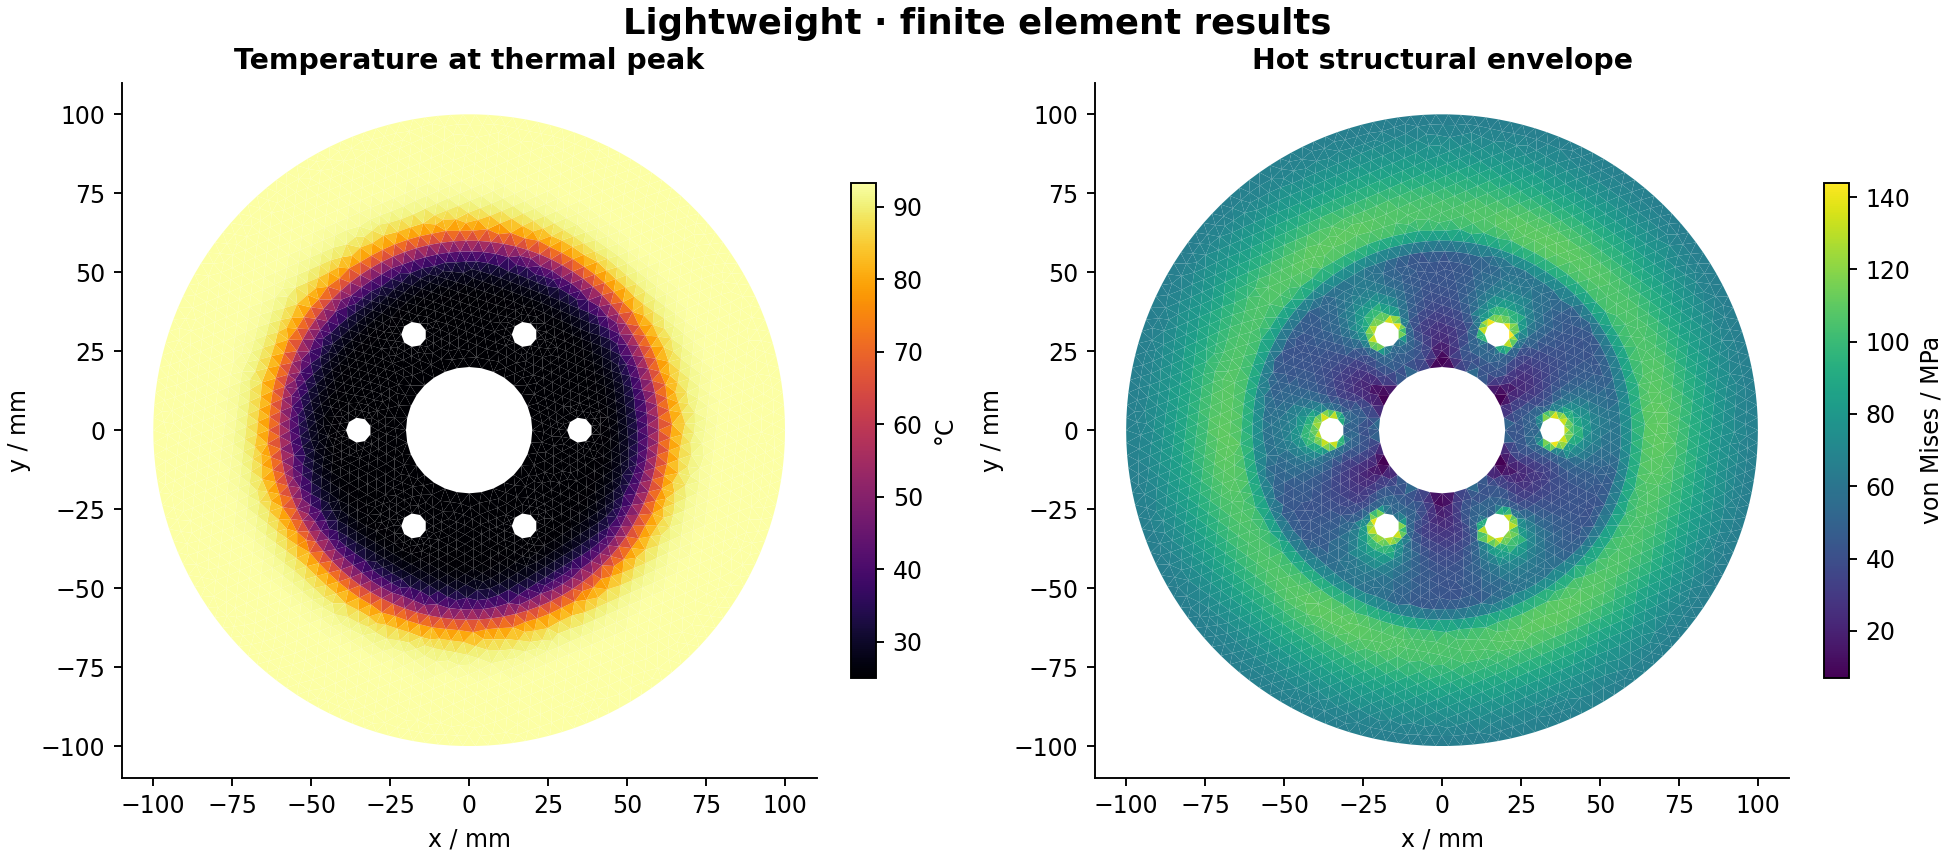 Lightweight · finite element results
Temperature at thermal peak
100
75
50
25
0
−25
−50
−75
−100
y / mm
−100 −75 −50 −25 0 25 50 75 100
x / mm
90
80
70
60
50
40
30
°C
Hot structural envelope
100
75
50
25
0
−25
−50
−75
−100
y / mm
−100 −75 −50 −25 0 25 50 75 100
x / mm
140
120
100
80
60
40
20
von Mises / MPa